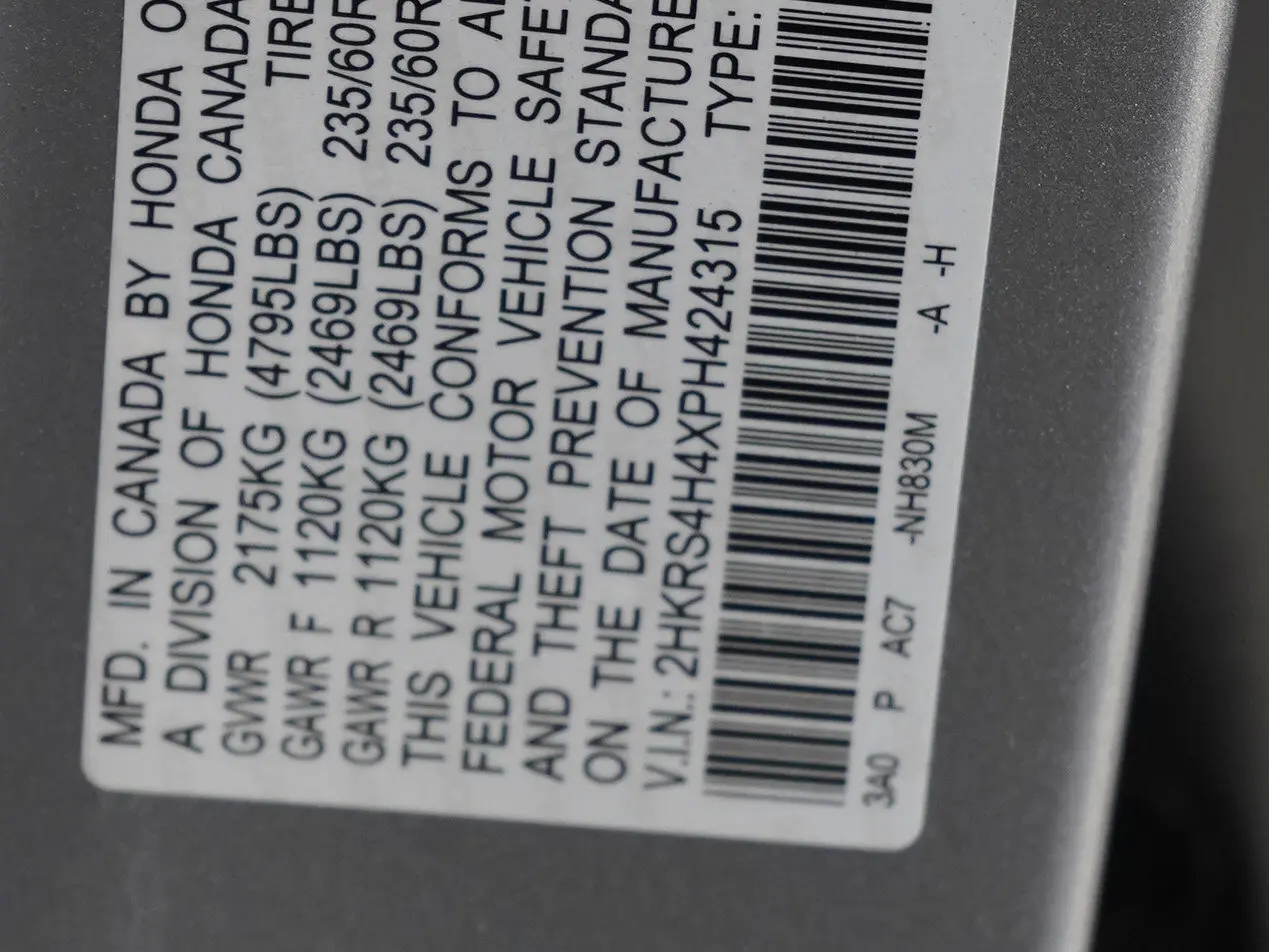 MFD. IN CANADA BY HONDA O
A DIVISION OF HONDA CANADA
GVWR 2175KG (4795LBS) TIRE
GAWR F 1120KG (2469LBS) 235/60R
GAWR R 1120KG (2469LBS) 235/60R
THIS VEHICLE CONFORMS TO AL
FEDERAL MOTOR VEHICLE SAFET
AND THEFT PREVENTION STANDA
ON THE DATE OF MANUFACTURE
V.I.N.: 2HKRS4H4XPH424315 TYPE:
3A0 P AC7 -NH830M -A -H